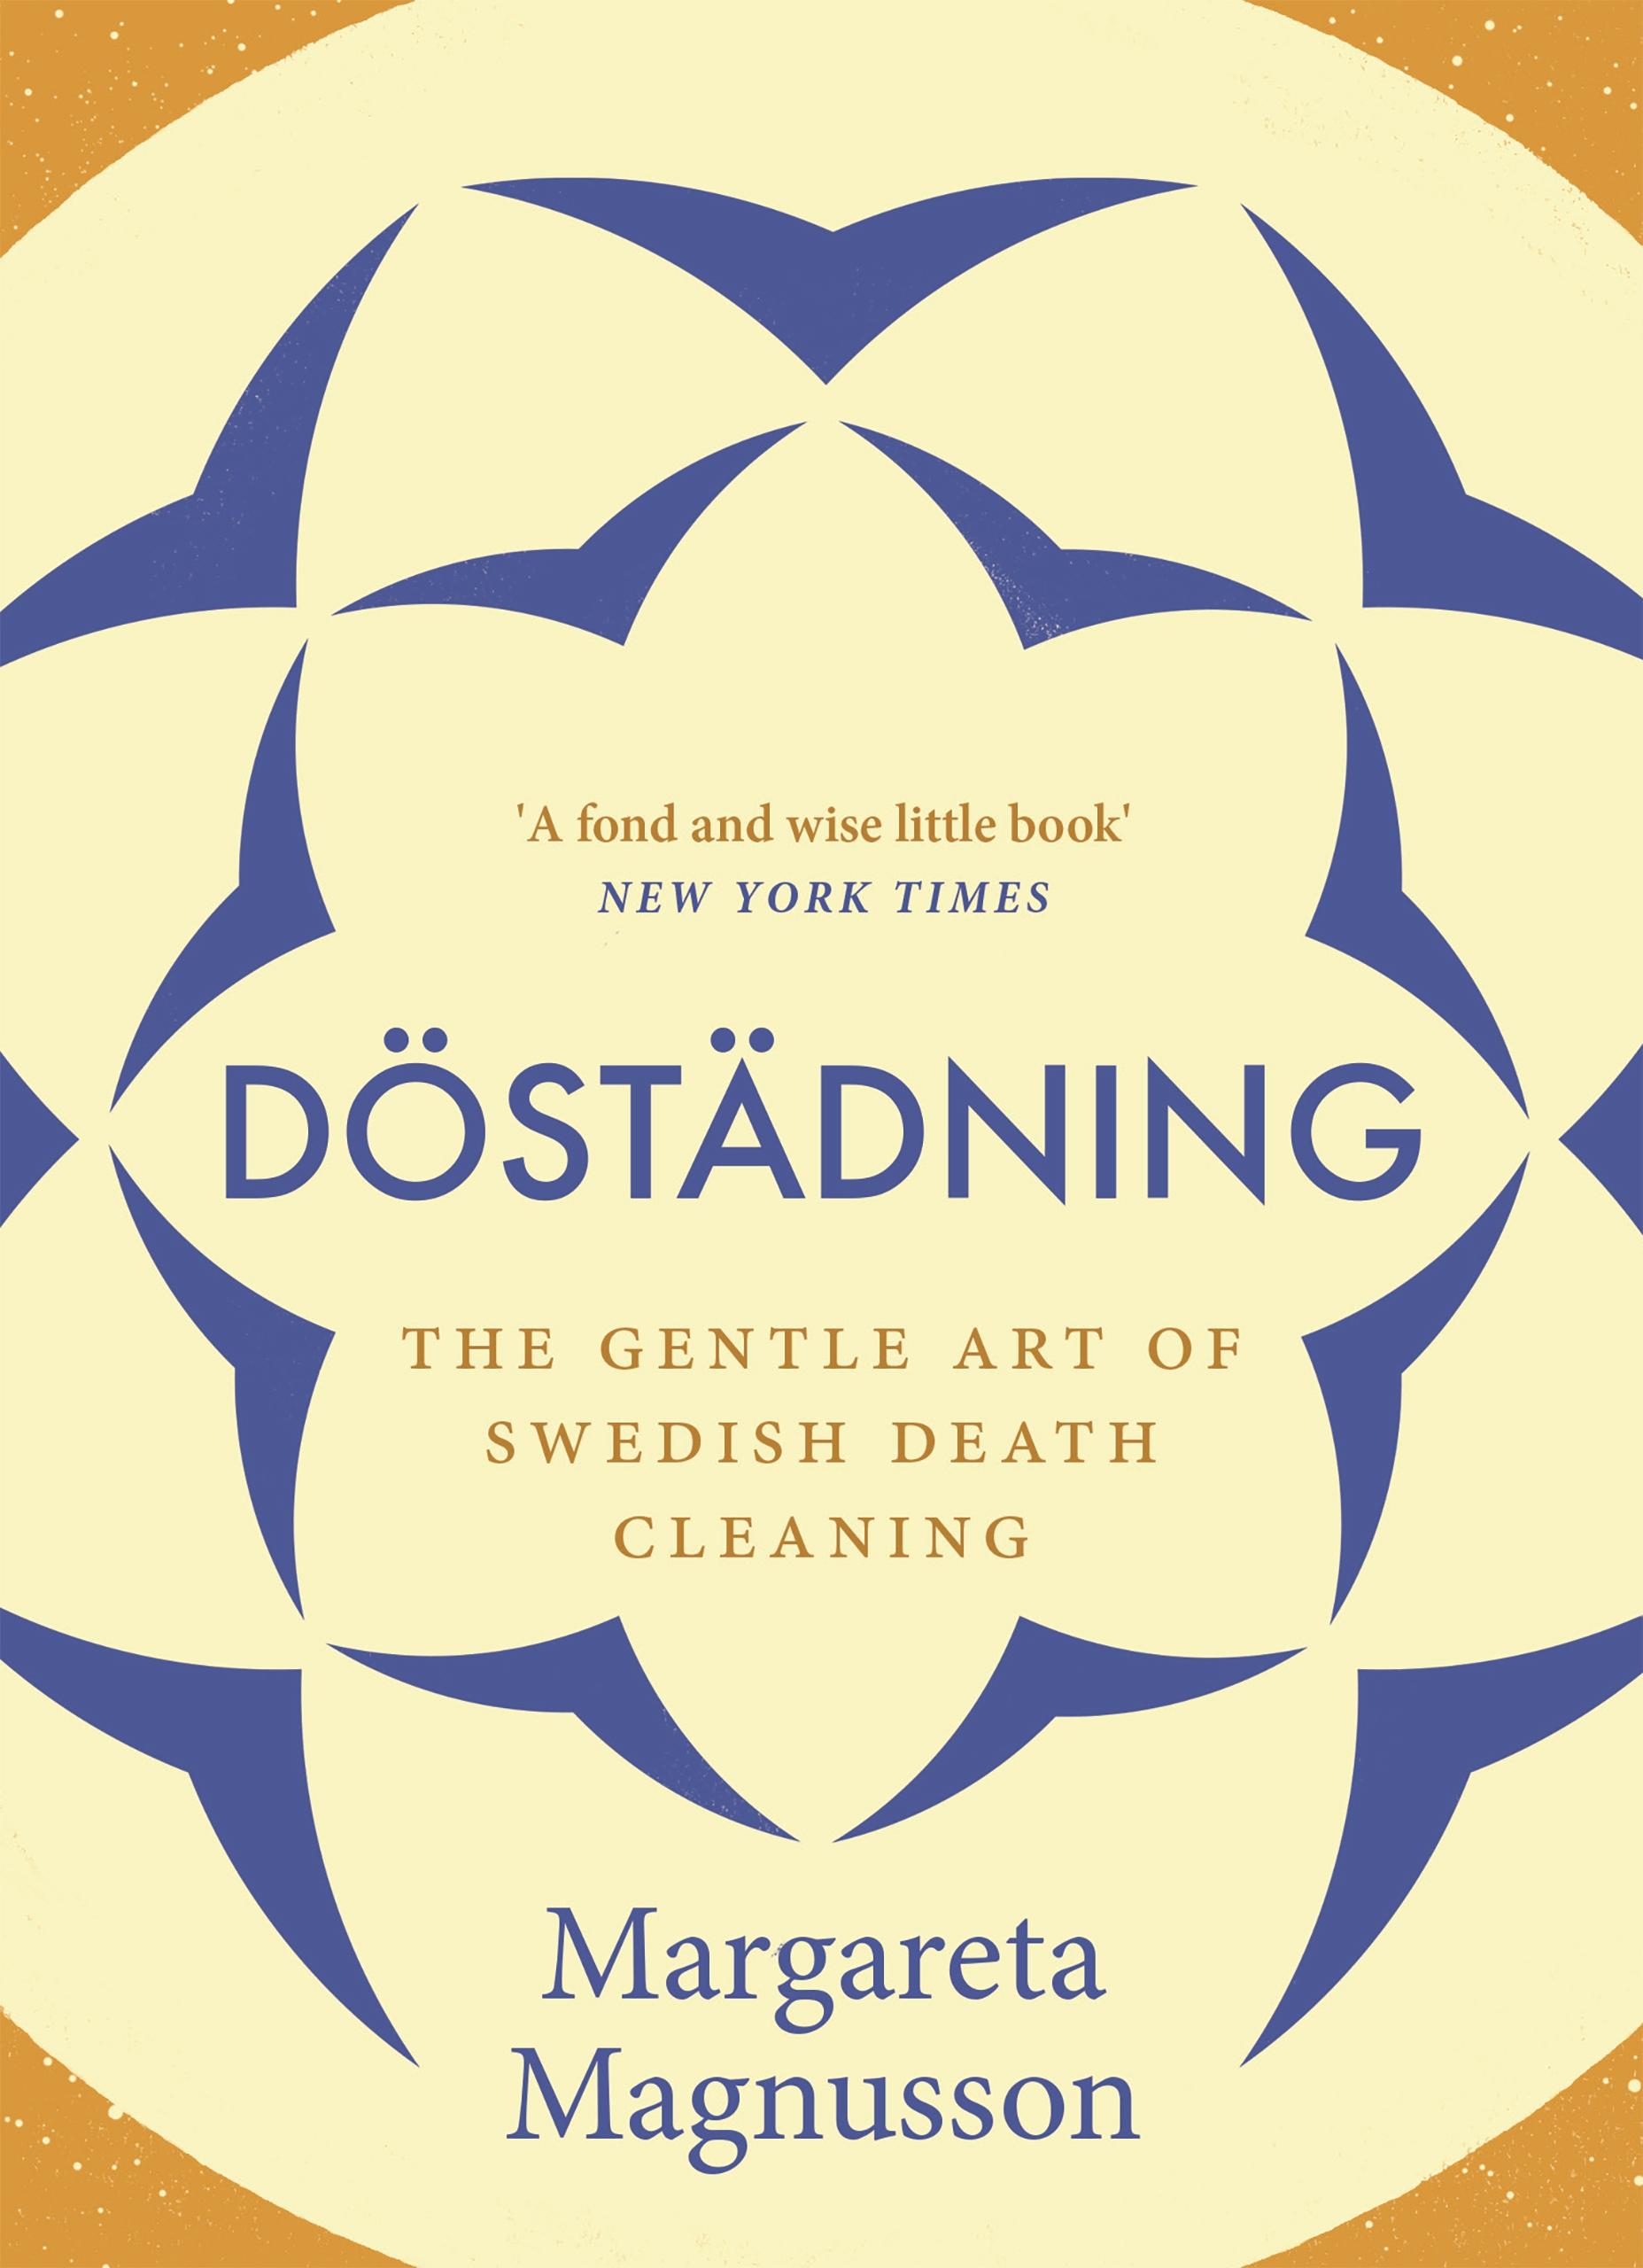 'A fond and wise little book'
NEW YORK TIMES
DÖSTÄDNING
THE GENTLE ART OF
SWEDISH DEATH
CLEANING
Margareta
Magnusson